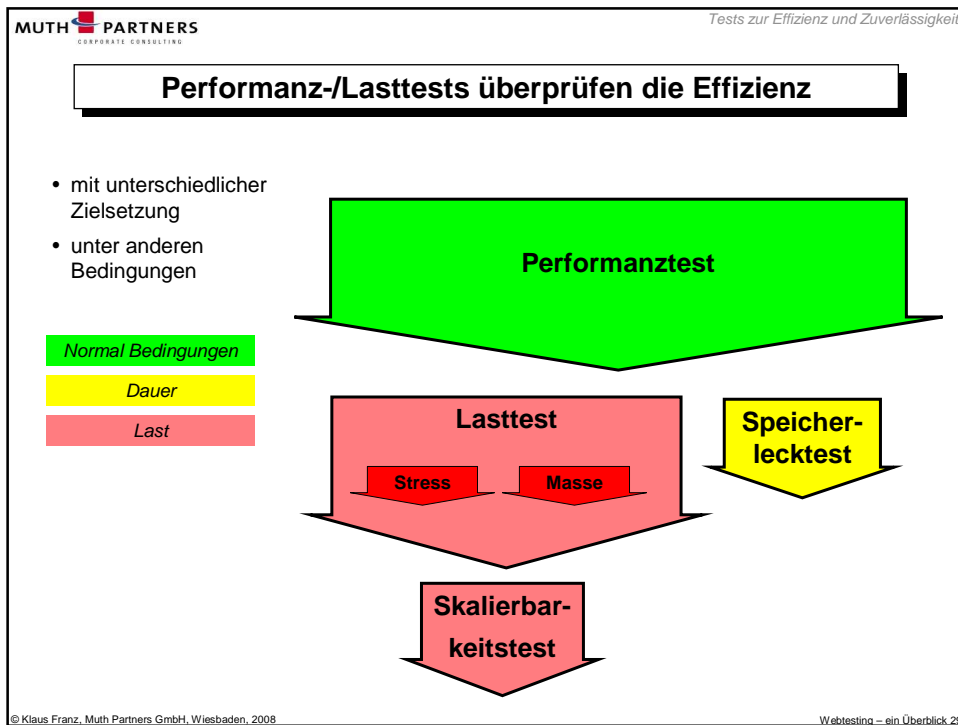 MUTH PARTNERS
CORPORATE CONSULTING
Tests zur Effizienz und Zuverlässigkeit
Performanz-/Lasttests überprüfen die Effizienz
• mit unterschiedlicher
Zielsetzung
• unter anderen
Bedingungen
Performanztest
Normal Bedingungen
Dauer
Last
Lasttest
Stress
Masse
Speicher-
lecktest
Skalierbar-
keitstest
© Klaus Franz, Muth Partners GmbH, Wiesbaden, 2008
Webtesting – ein Überblick 29